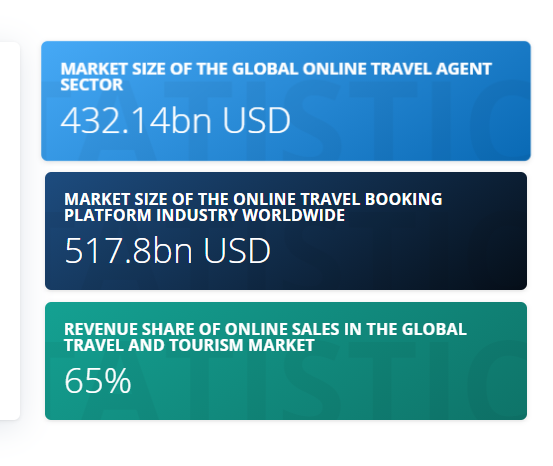 MARKET SIZE OF THE GLOBAL ONLINE TRAVEL AGENT
SECTOR
432.14bn USD
MARKET SIZE OF THE ONLINE TRAVEL BOOKING
PLATFORM INDUSTRY WORLDWIDE
517.8bn USD
REVENUE SHARE OF ONLINE SALES IN THE GLOBAL
TRAVEL AND TOURISM MARKET
65%